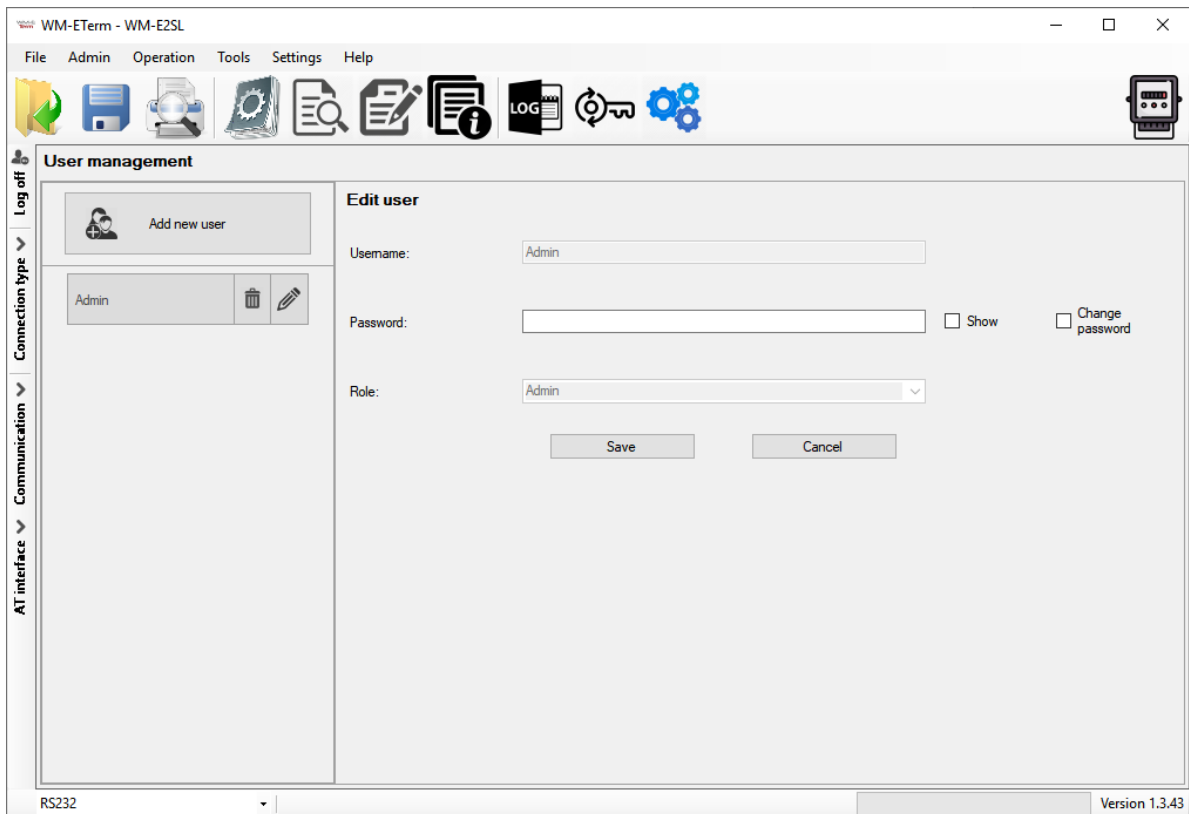 WM-ETerm - WM-E2SL
File Admin Operation Tools Settings Help
LOG
Log off
Connection type
Communication
AT interface
User management
Add new user
Admin
Edit user
Username: Admin
Password: Show Change password
Role: Admin
Save Cancel
RS232
Version 1.3.43